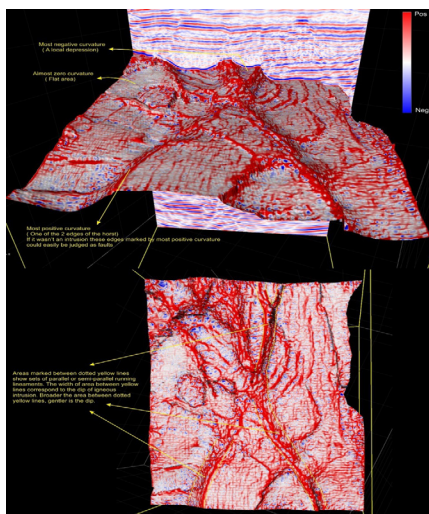 Pos
Most negative curvature
( A local depression)
Almost zero curvature
( Flat area)
Neg
Most positive curvature
( One of the 2 edges of the horst)
If it wasn't an intrusion these edges marked by most positive curvature
could easily be judged as faults.
Areas marked between dotted yellow lines
show sets of parallel or semi-parallel running
lineaments. The width of area between yellow
lines correspond to the dip of igneous
intrusion. Broader the area between dotted
yellow lines, gentler is the dip.